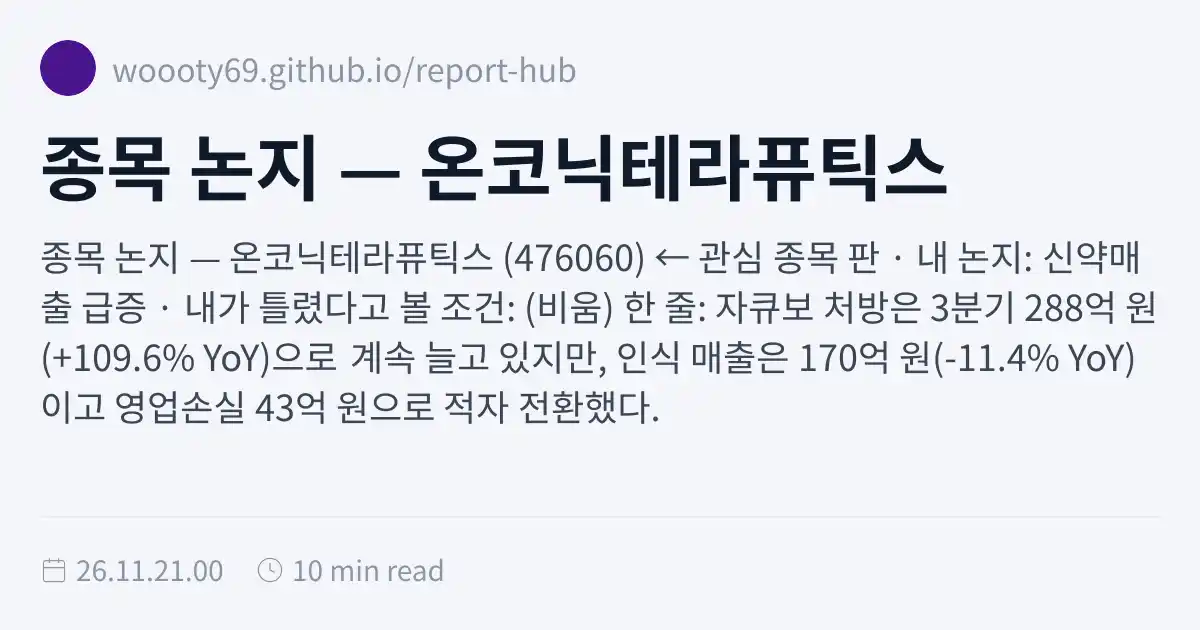 woooty69.github.io/report-hub
종목 논지 — 온코닉테라퓨틱스
종목 논지 — 온코닉테라퓨틱스 (476060) ← 관심 종목 판 · 내 논지: 신약매
출 급증 · 내가 틀렸다고 볼 조건: (비움) 한 줄: 자큐보 처방은 3분기 288억 원
(+109.6% YoY)으로 계속 늘고 있지만, 인식 매출은 170억 원(-11.4% YoY)
이고 영업손실 43억 원으로 적자 전환했다.
26.11.21.00
10 min read